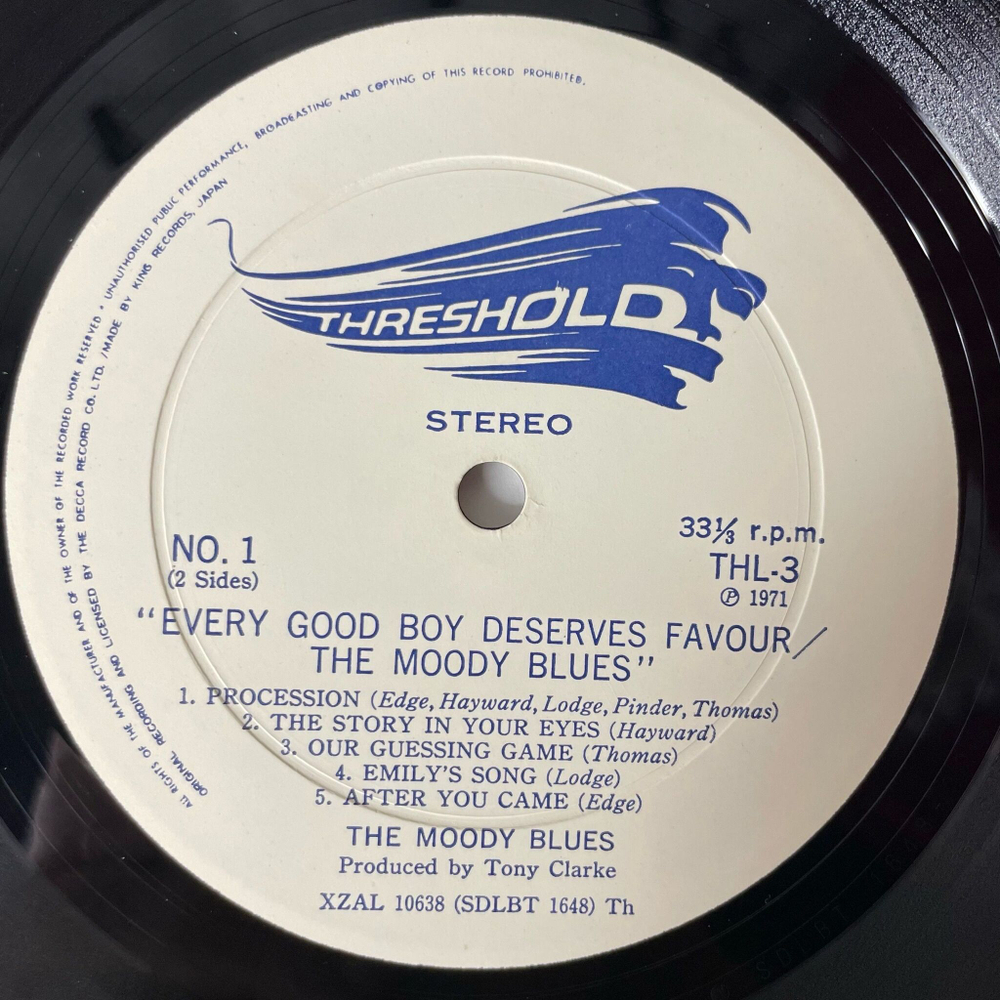 ALL RIGHTS OF THE MANUFACTURER AND OF THE OWNER OF THE RECORDED WORK RESERVED • UNAUTHORISED PUBLIC PERFORMANCE, BROADCASTING AND COPYING OF THIS RECORD PROHIBITED.
ORIGINAL RECORDING AND LICENSED BY THE DECCA RECORD CO. LTD. /MADE BY KING RECORDS, JAPAN
THRESHOLD
STEREO
33⅓ r.p.m.
NO. 1
THL-3
(2 Sides)
℗ 1971
“EVERY GOOD BOY DESERVES FAVOUR/
THE MOODY BLUES”
1. PROCESSION (Edge, Hayward, Lodge, Pinder, Thomas)
2. THE STORY IN YOUR EYES (Hayward)
3. OUR GUESSING GAME (Thomas)
4. EMILY'S SONG (Lodge)
5. AFTER YOU CAME (Edge)
THE MOODY BLUES
Produced by Tony Clarke
XZAL 10638 (SDLBT 1648) Th